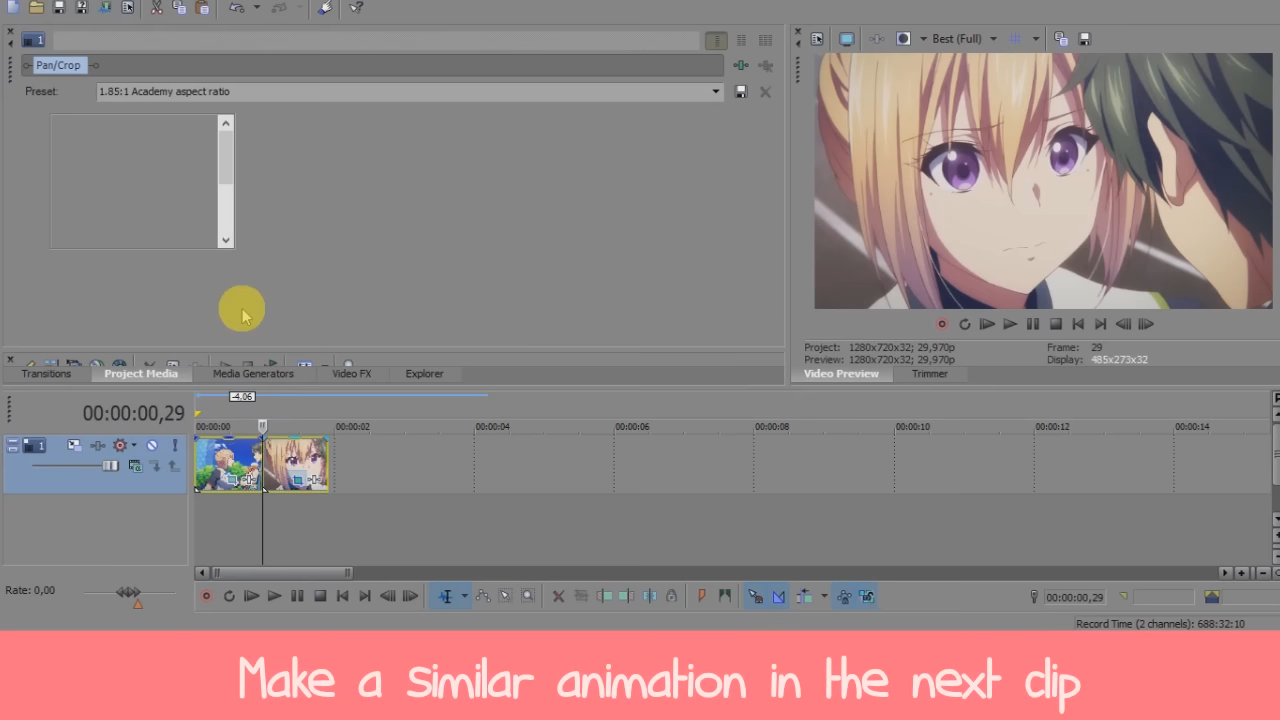 1
Best (Full)
Pan/Crop
Preset:
1.85:1 Academy aspect ratio
Project: 1280x720x32; 29,970p
Frame: 29
Preview: 1280x720x32; 29,970p
Display: 485x273x32
Transitions
Project Media
Media Generators
Video FX
Explorer
Video Preview
Trimmer
-4.06
00:00:00,29
00:00:00
00:00:02
00:00:04
00:00:06
00:00:08
00:00:10
00:00:12
00:00:14
1
Rate: 0,00
00:00:00,29
Record Time (2 channels): 688:32:10
Make a similar animation in the next clip